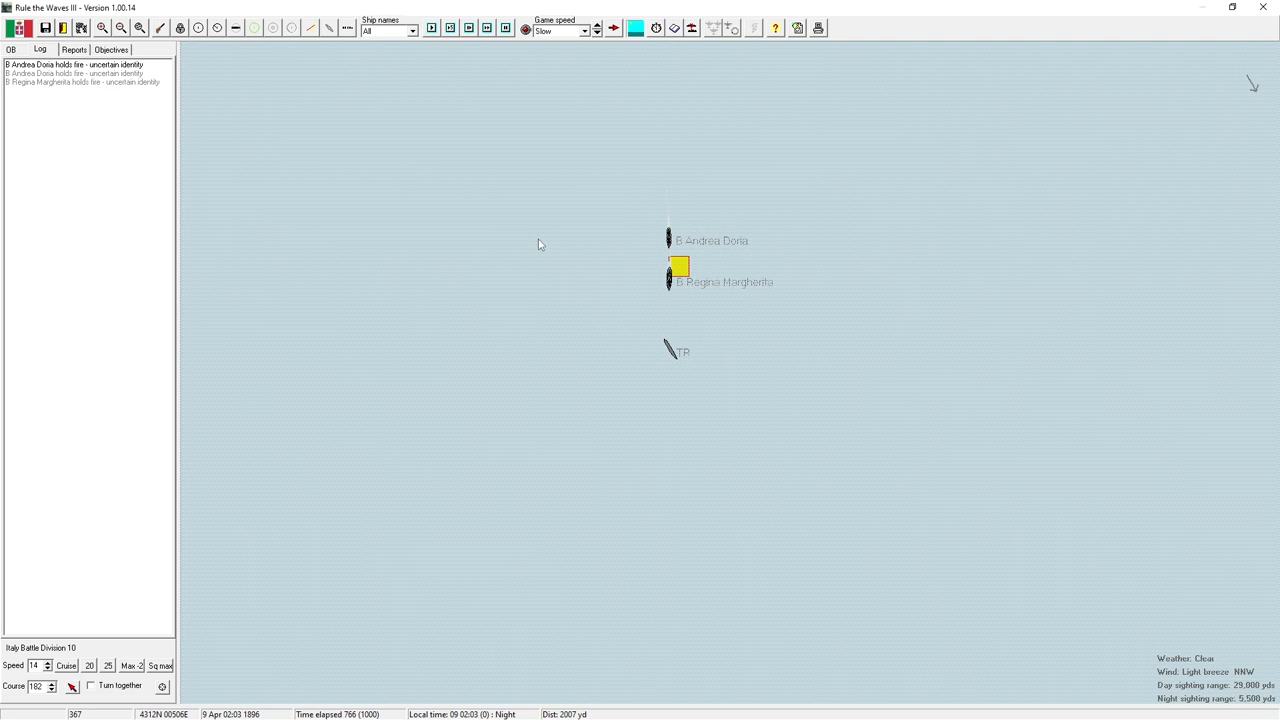 Rule the Waves III - Version 1.00.14
Ship names
All
Game speed
Slow
OB Log Reports Objectives
B Andrea Doria holds fire - uncertain identity
B Andrea Doria holds fire - uncertain identity
B Regina Margherita holds fire - uncertain identity
B Andrea Doria
B Regina Margherita
TR
Italy Battle Division 10
Speed 14 Cruise 20 25 Max -2 Sq max
Course 182 Turn together
Weather: Clear
Wind: Light breeze NNW
Day sighting range: 29,000 yds
Night sighting range: 5,500 yds
367 4312N 00506E 9 Apr 02:03 1896 Time elapsed 766 (1000) Local time: 09 02:03 (0) : Night Dist: 2007 yd